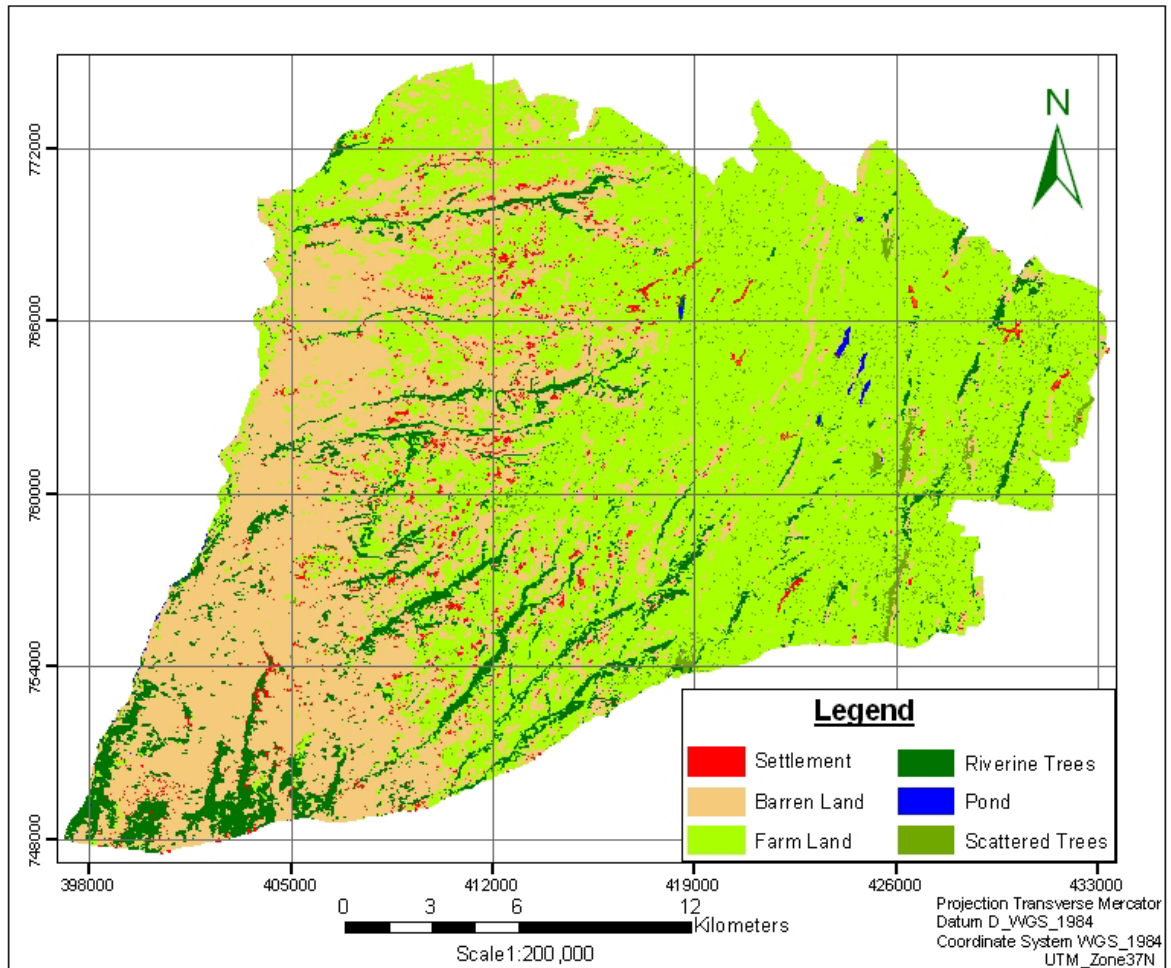 N
772000
766000
760000
754000
748000
Legend
Settlement
Barren Land
Farm Land
Riverine Trees
Pond
Scattered Trees
398000 405000 412000 419000 426000 433000
0 3 6 12
Kilometers
Scale1:200,000
Projection Transverse Mercator
Datum D_WGS_1984
Coordinate System WGS_1984
UTM_Zone37N